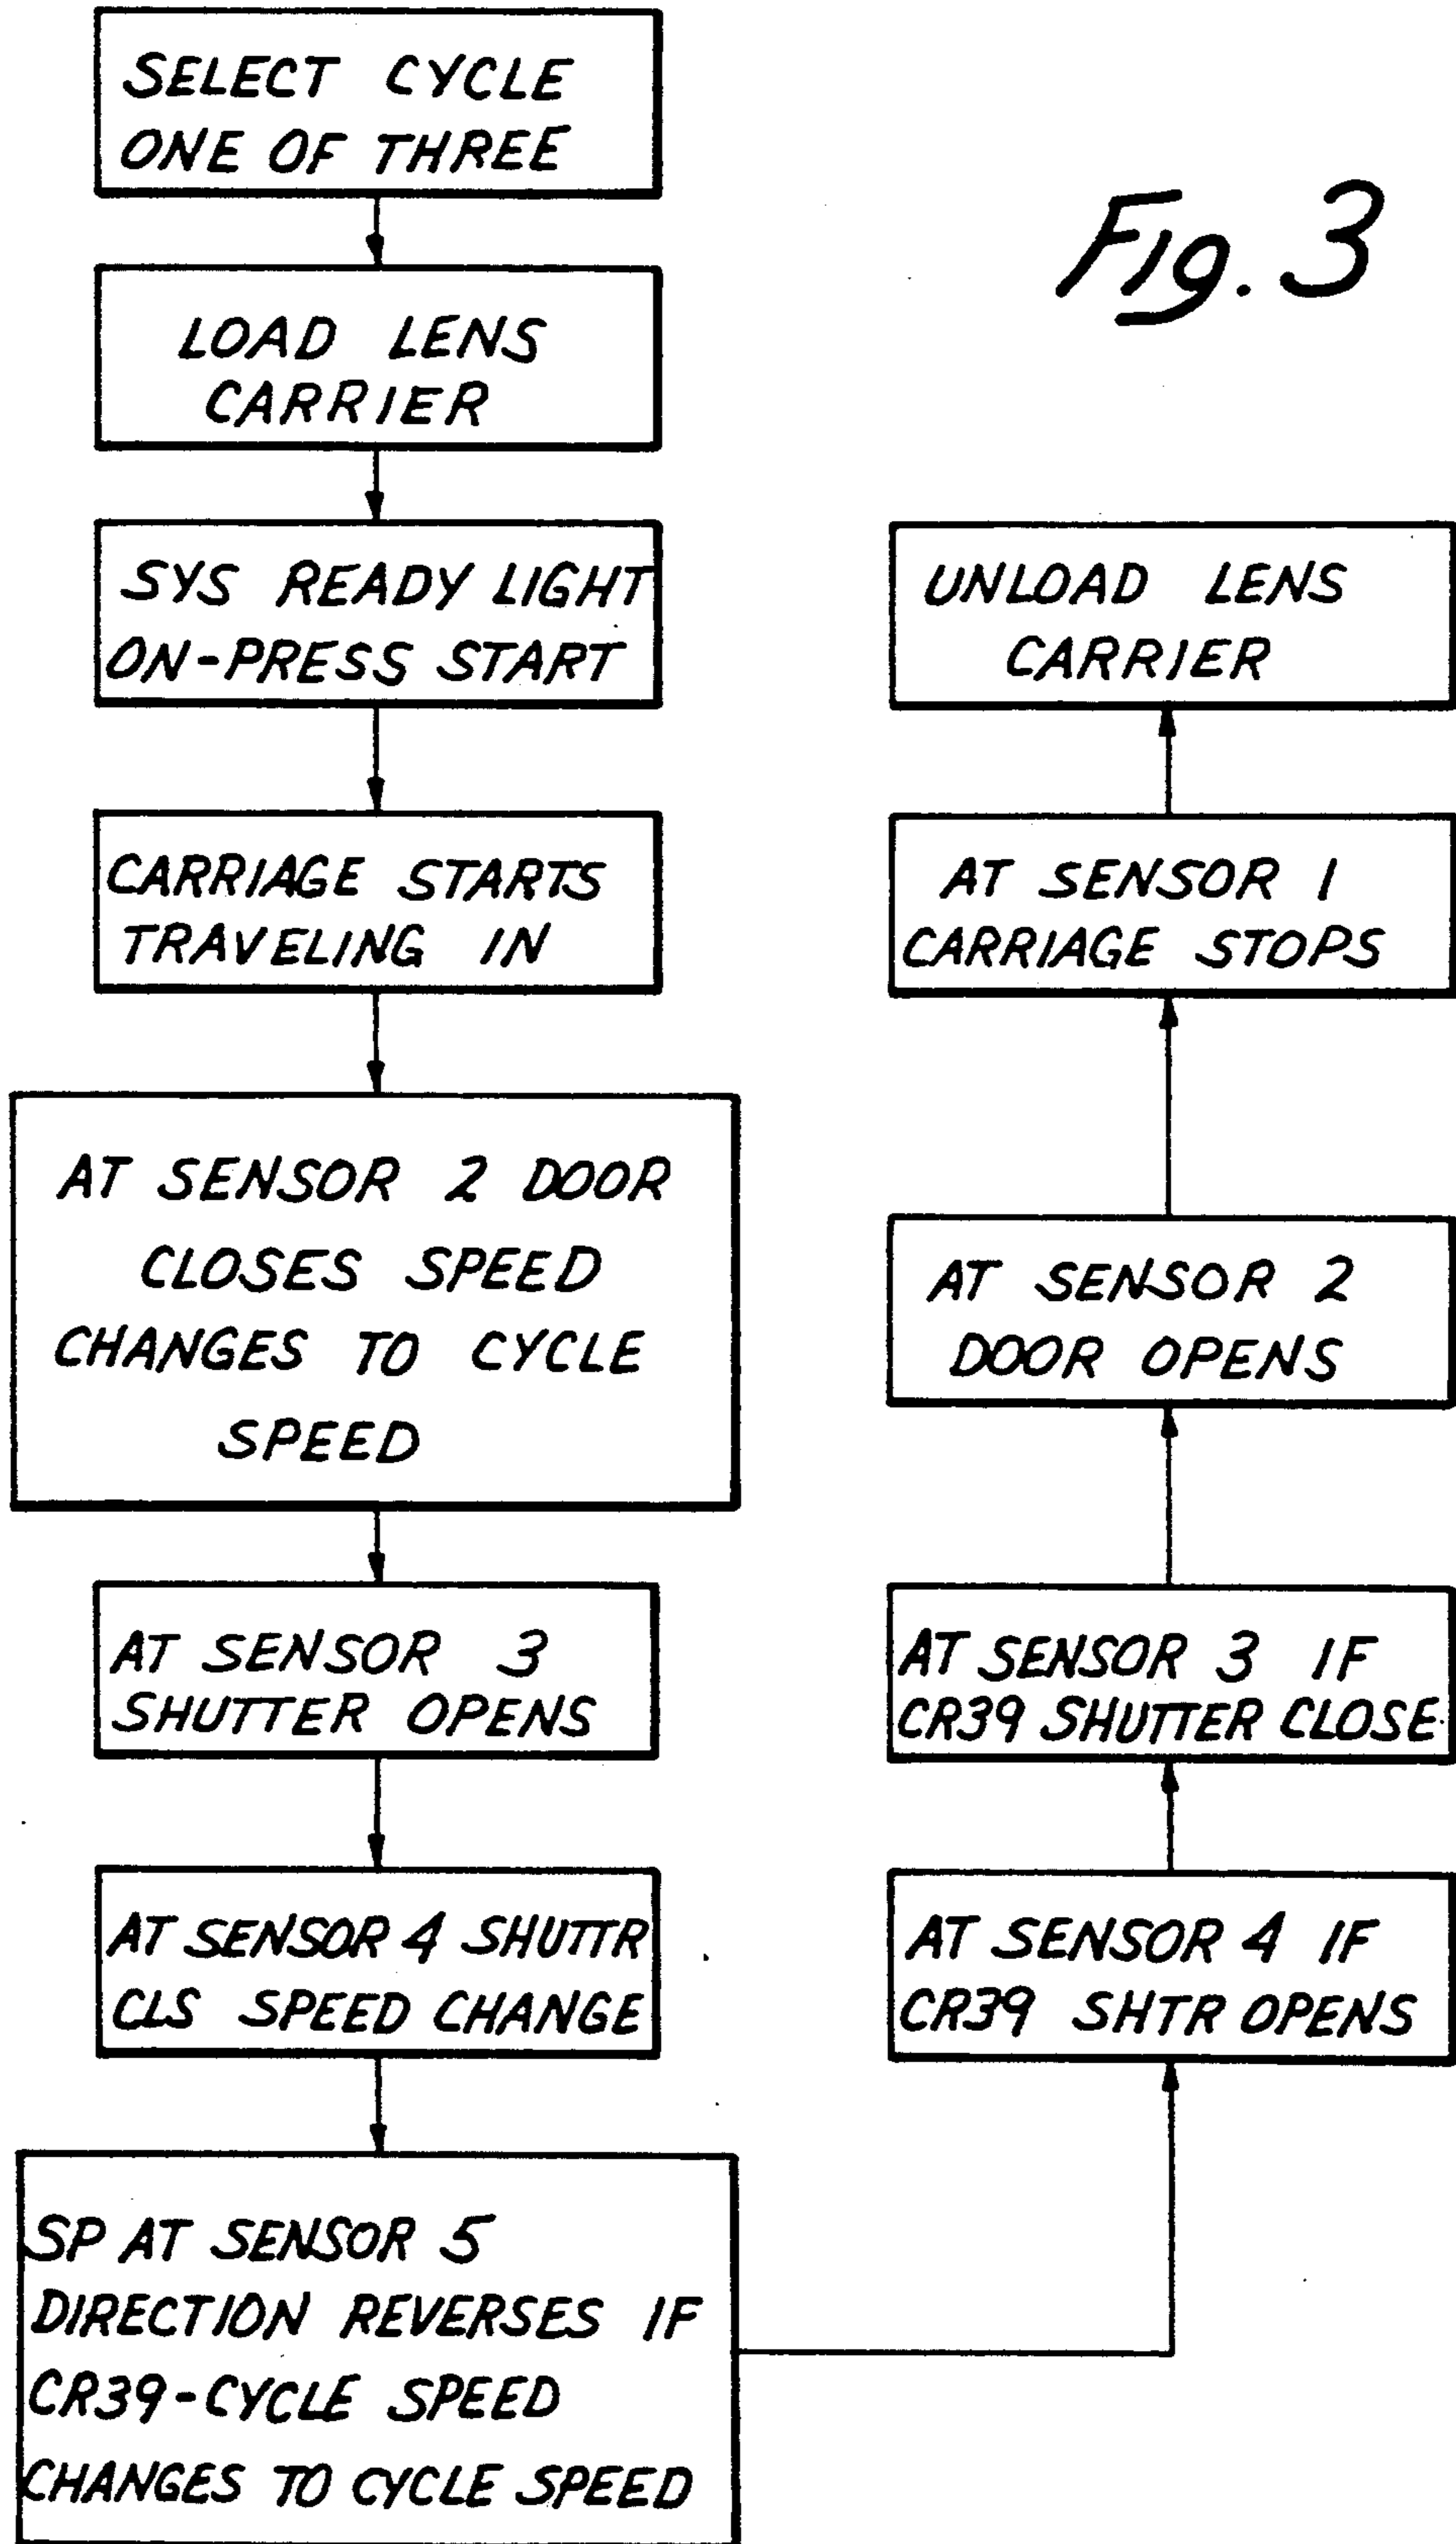 SELECT CYCLE
ONE OF THREE
LOAD LENS
CARRIER
SYS READY LIGHT
ON-PRESS START
CARRIAGE STARTS
TRAVELING IN
AT SENSOR 2 DOOR
CLOSES SPEED
CHANGES TO CYCLE
SPEED
AT SENSOR 3
SHUTTER OPENS
AT SENSOR 4 SHUTTR
CLS SPEED CHANGE
SP AT SENSOR 5
DIRECTION REVERSES IF
CR39-CYCLE SPEED
CHANGES TO CYCLE SPEED
AT SENSOR 4 IF
CR39 SHTR OPENS
AT SENSOR 3 IF
CR39 SHUTTER CLOSE
AT SENSOR 2
DOOR OPENS
AT SENSOR 1
CARRIAGE STOPS
UNLOAD LENS
CARRIER
Fig. 3